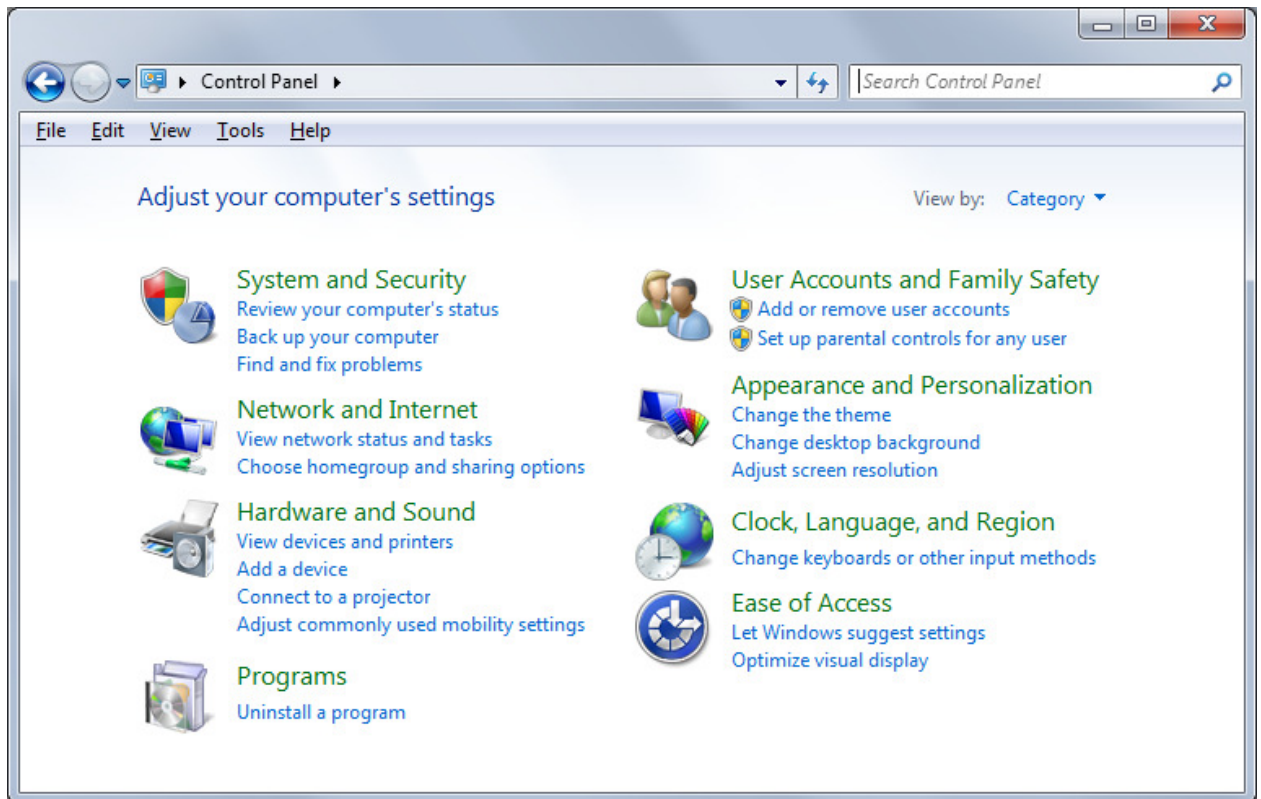 Control Panel
Search Control Panel
File Edit View Tools Help
Adjust your computer's settings
View by: Category
System and Security
Review your computer's status
Back up your computer
Find and fix problems
Network and Internet
View network status and tasks
Choose homegroup and sharing options
Hardware and Sound
View devices and printers
Add a device
Connect to a projector
Adjust commonly used mobility settings
Programs
Uninstall a program
User Accounts and Family Safety
Add or remove user accounts
Set up parental controls for any user
Appearance and Personalization
Change the theme
Change desktop background
Adjust screen resolution
Clock, Language, and Region
Change keyboards or other input methods
Ease of Access
Let Windows suggest settings
Optimize visual display